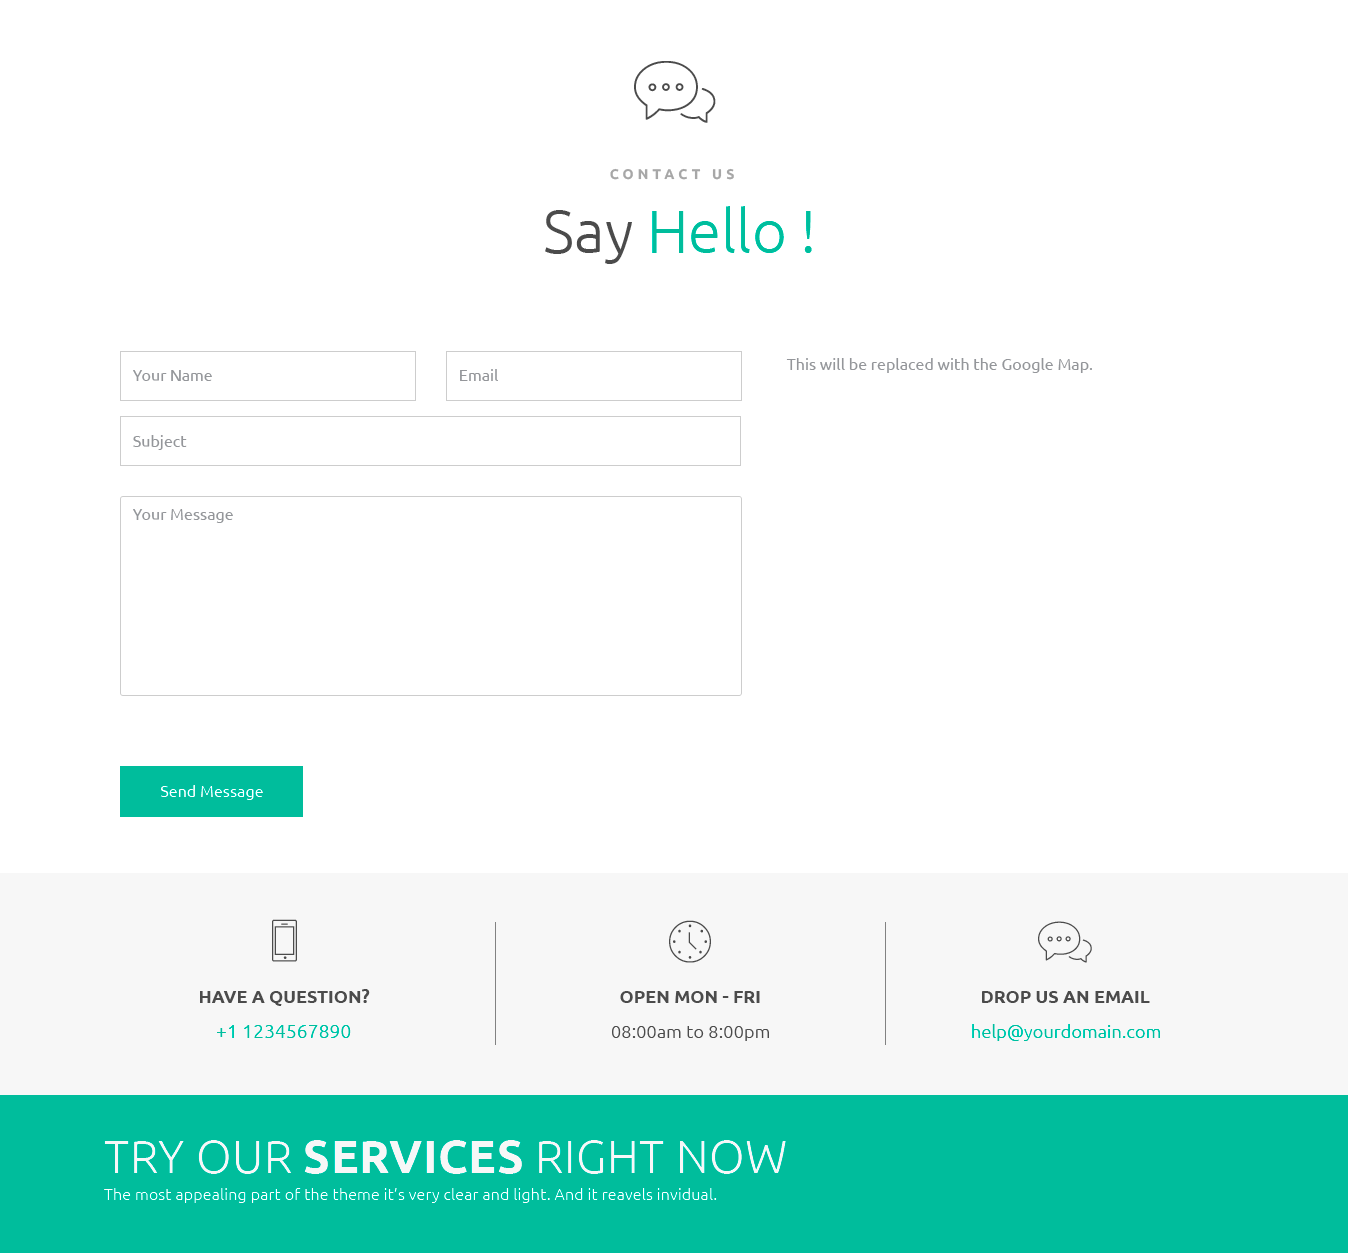 CONTACT US
Say Hello !
Your Name
Email
This will be replaced with the Google Map.
Subject
Your Message
Send Message
HAVE A QUESTION?
+1 1234567890
OPEN MON - FRI
08:00am to 8:00pm
DROP US AN EMAIL
help@yourdomain.com
TRY OUR SERVICES RIGHT NOW
The most appealing part of the theme it's very clear and light. And it reavels invidual.